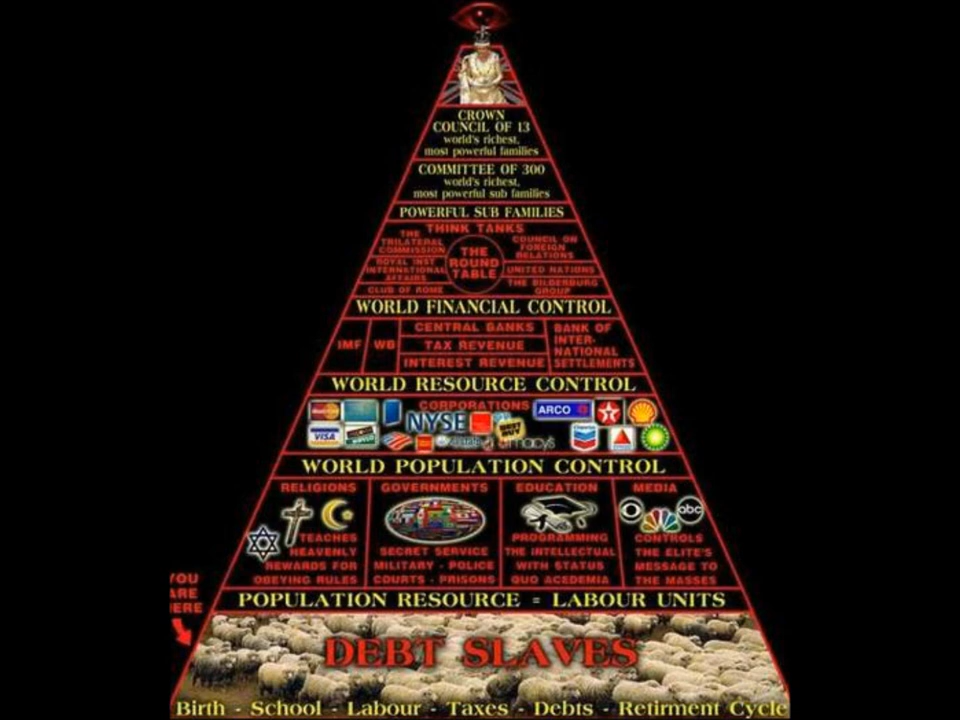 CROWN
COUNCIL OF 13
world's richest,
most powerful families
COMMITTEE OF 300
world's richest,
most powerful sub families
POWERFUL SUB FAMILIES
THINK TANKS
THE
TRILATERAL
COMMISSION
ROYAL INST
INTERNATIONAL
AFFAIRS
CLUB OF ROME
THE
ROUND
TABLE
COUNCIL ON
FOREIGN
RELATIONS
UNITED NATIONS
THE BILDERBURG
GROUP
WORLD FINANCIAL CONTROL
IMF
WB
CENTRAL BANKS
TAX REVENUE
INTEREST REVENUE
BANK OF
INTER-
NATIONAL
SETTLEMENTS
WORLD RESOURCE CONTROL
CORPORATIONS
MasterCard
VISA
NYSE
BEST
BUY
macy's
ARCO
WORLD POPULATION CONTROL
RELIGIONS
TEACHES
HEAVENLY
REWARDS FOR
OBEYING RULES
GOVERNMENTS
SECRET SERVICE
MILITARY - POLICE
COURTS - PRISONS
EDUCATION
PROGRAMMING
THE INTELLECTUAL
WITH STATUS
QUO ACEDEMIA
MEDIA
abc
CONTROLS
THE ELITE'S
MESSAGE TO
THE MASSES
YOU
ARE
HERE
POPULATION RESOURCE = LABOUR UNITS
DEBT SLAVES
Birth - School - Labour - Taxes - Debts - Retirment Cycle